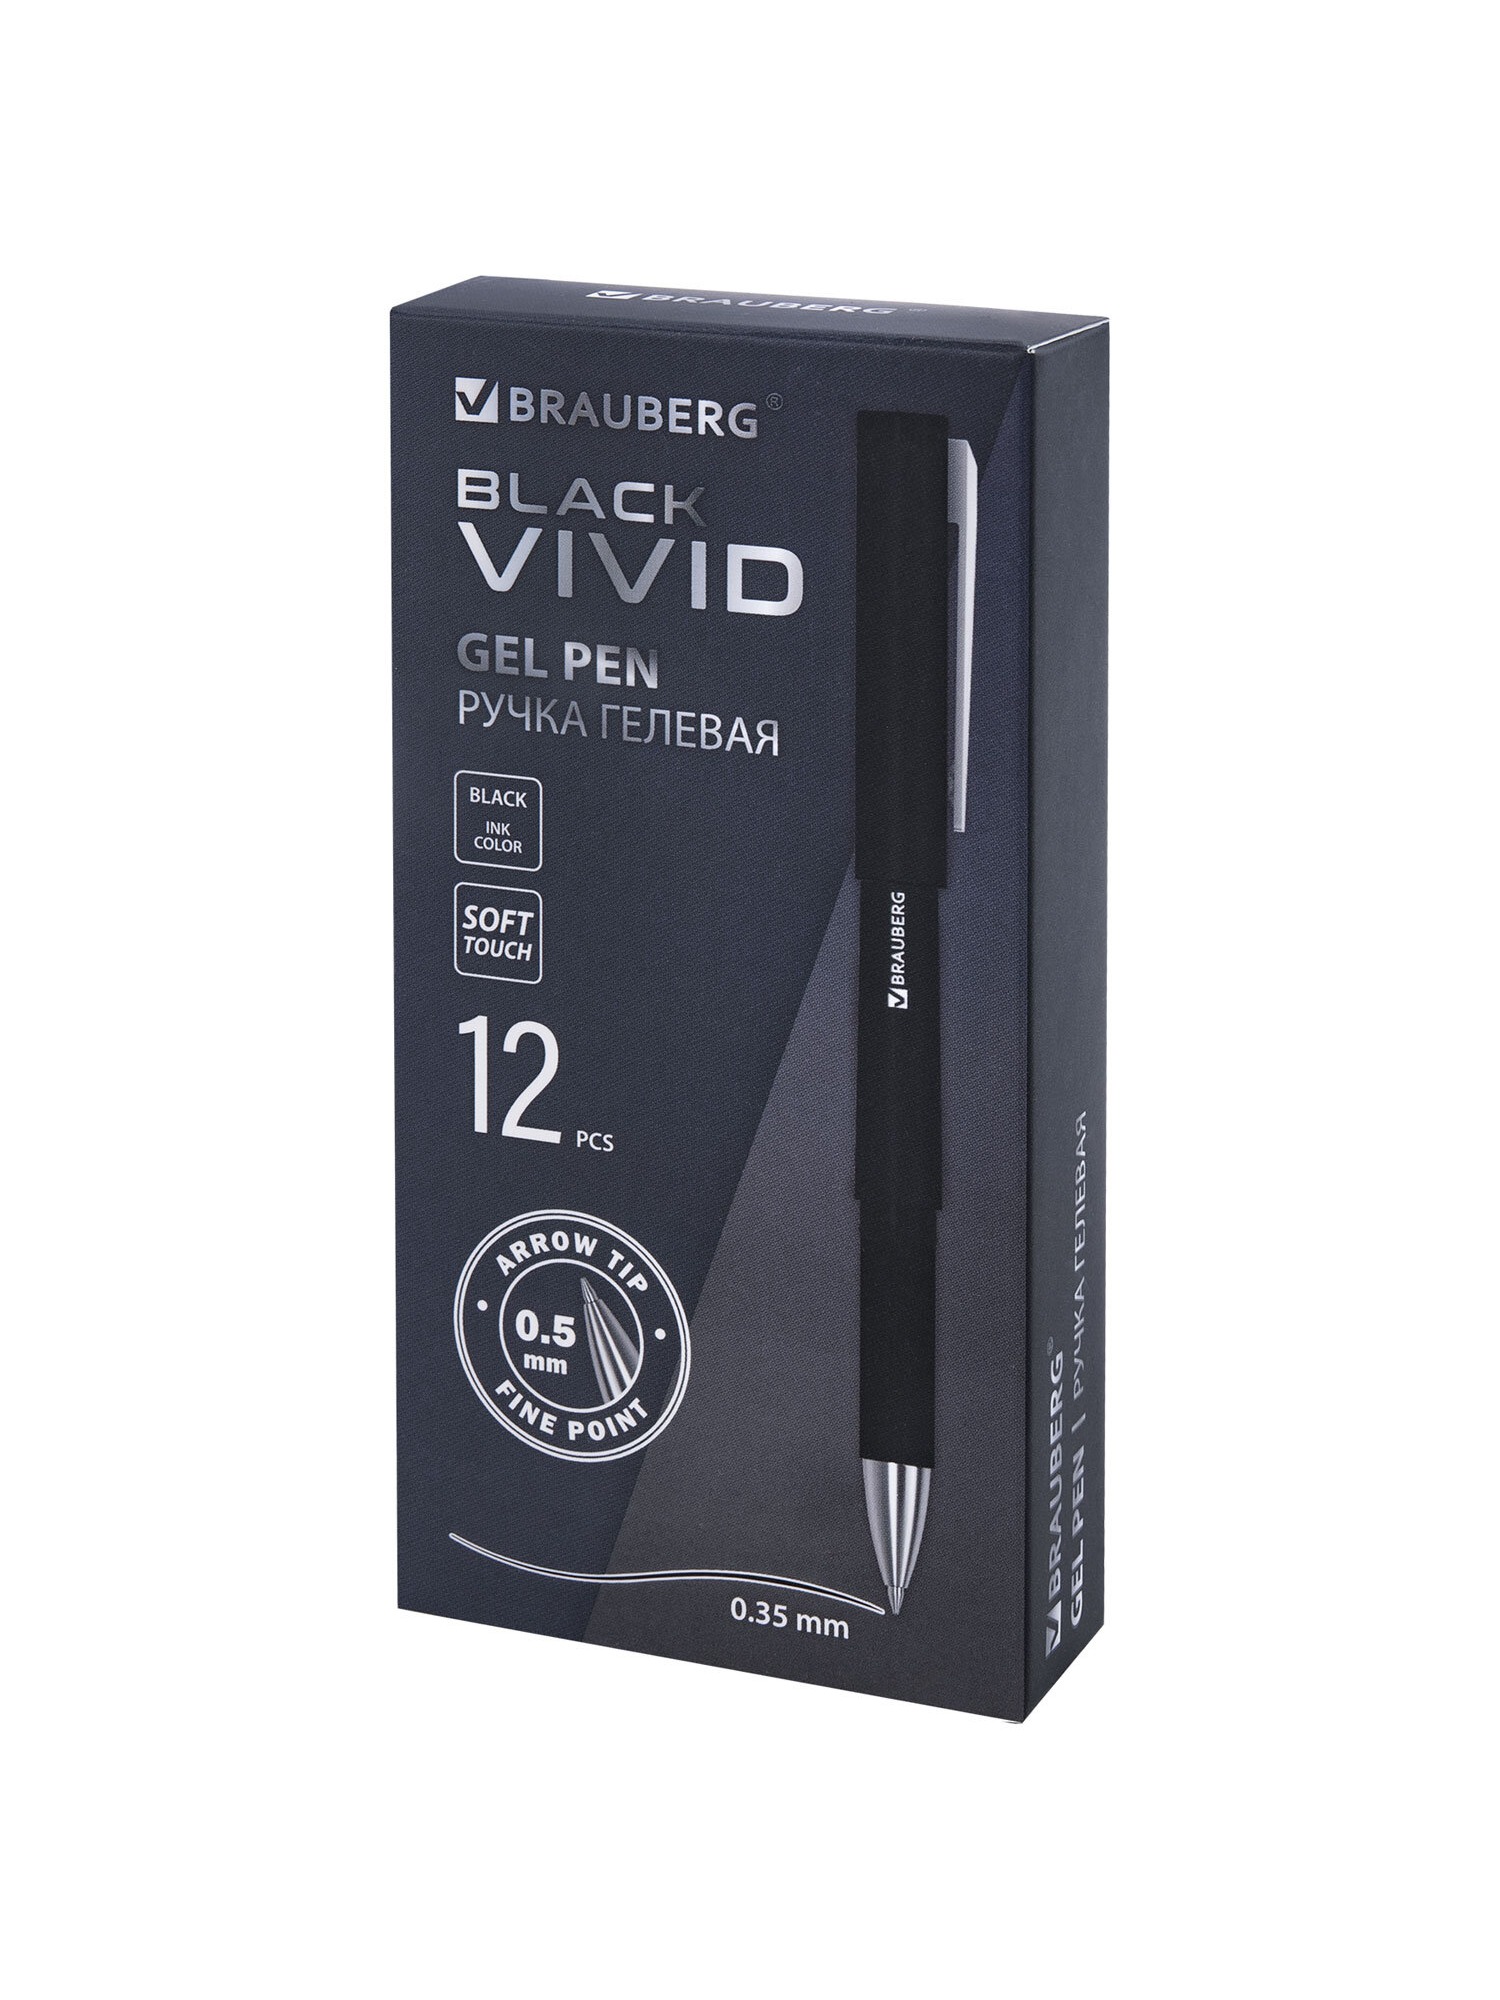 BRAUBERG®
BRAUBERG®
BLACK
VIVID
GEL PEN
РУЧКА ГЕЛЕВАЯ
BLACK
INK
COLOR
SOFT
TOUCH
12 PCS
ARROW TIP
0.5
mm
FINE POINT
0.35 mm
BRAUBERG
BRAUBERG®
GEL PEN | РУЧКА ГЕЛЕВАЯ